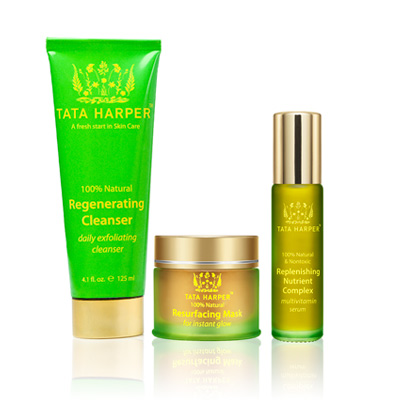 TATA HARPER
A fresh start in Skin Care
100% Natural
Regenerating
Cleanser
daily exfoliating
cleanser
4.1 fl. oz. ℮ 125 ml
TATA HARPER
100% Natural
Resurfacing Mask
for instant glow
TATA HARPER
100% Natural
& Nontoxic
Replenishing
Nutrient
Complex
multivitamin
serum